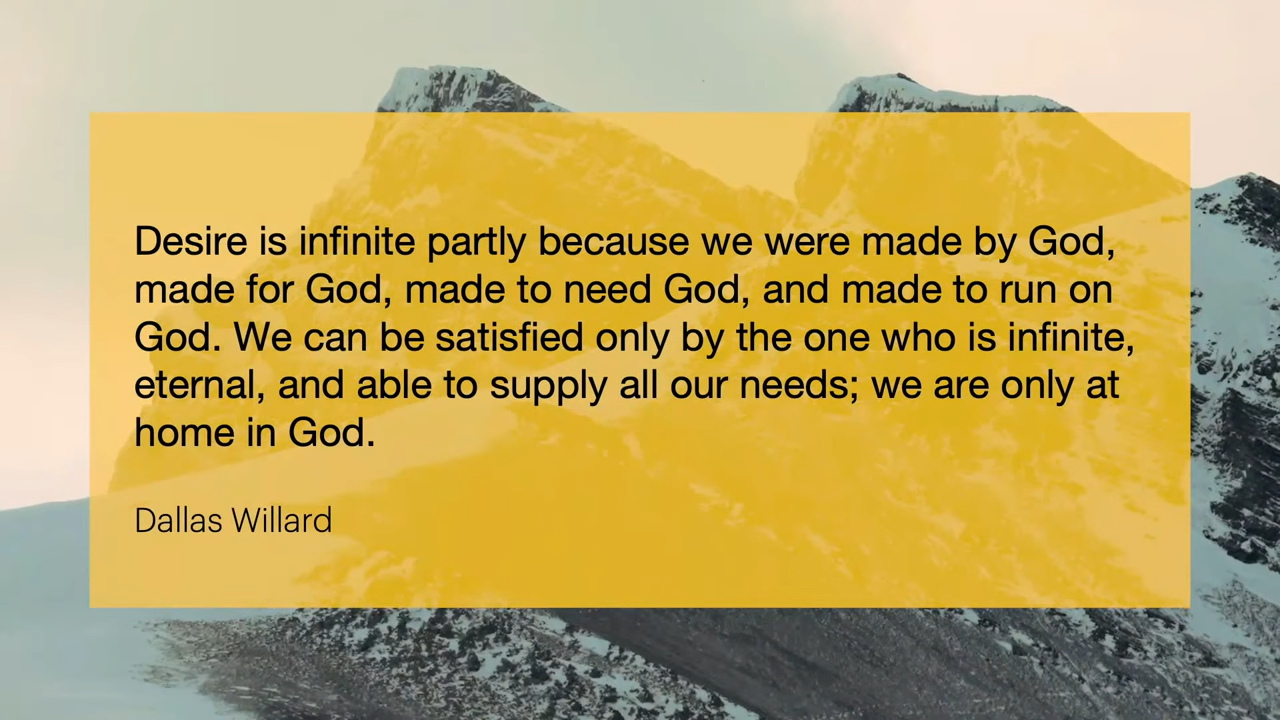 Desire is infinite partly because we were made by God,
made for God, made to need God, and made to run on
God. We can be satisfied only by the one who is infinite,
eternal, and able to supply all our needs; we are only at
home in God.
Dallas Willard